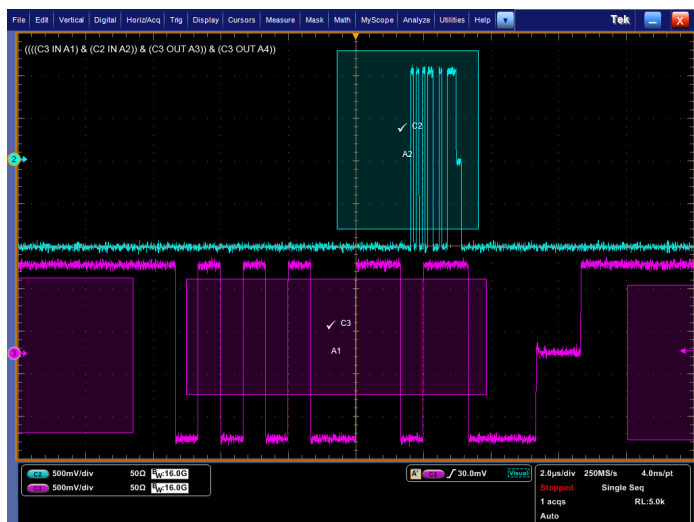 File Edit Vertical Digital Horiz/Acq Trig Display Cursors Measure Mask Math MyScope Analyze Utilities Help Tek X
((((C3 IN A1) & (C2 IN A2)) & (C3 OUT A3)) & (C3 OUT A4))
C2
A2
2
C3
A1
3
C2 500mV/div 50Ω BW:16.0G
C3 500mV/div 50Ω BW:16.0G
A' C3 30.0mV Visual
2.0µs/div 250MS/s 4.0ns/pt
Stopped Single Seq
1 acqs RL:5.0k
Auto